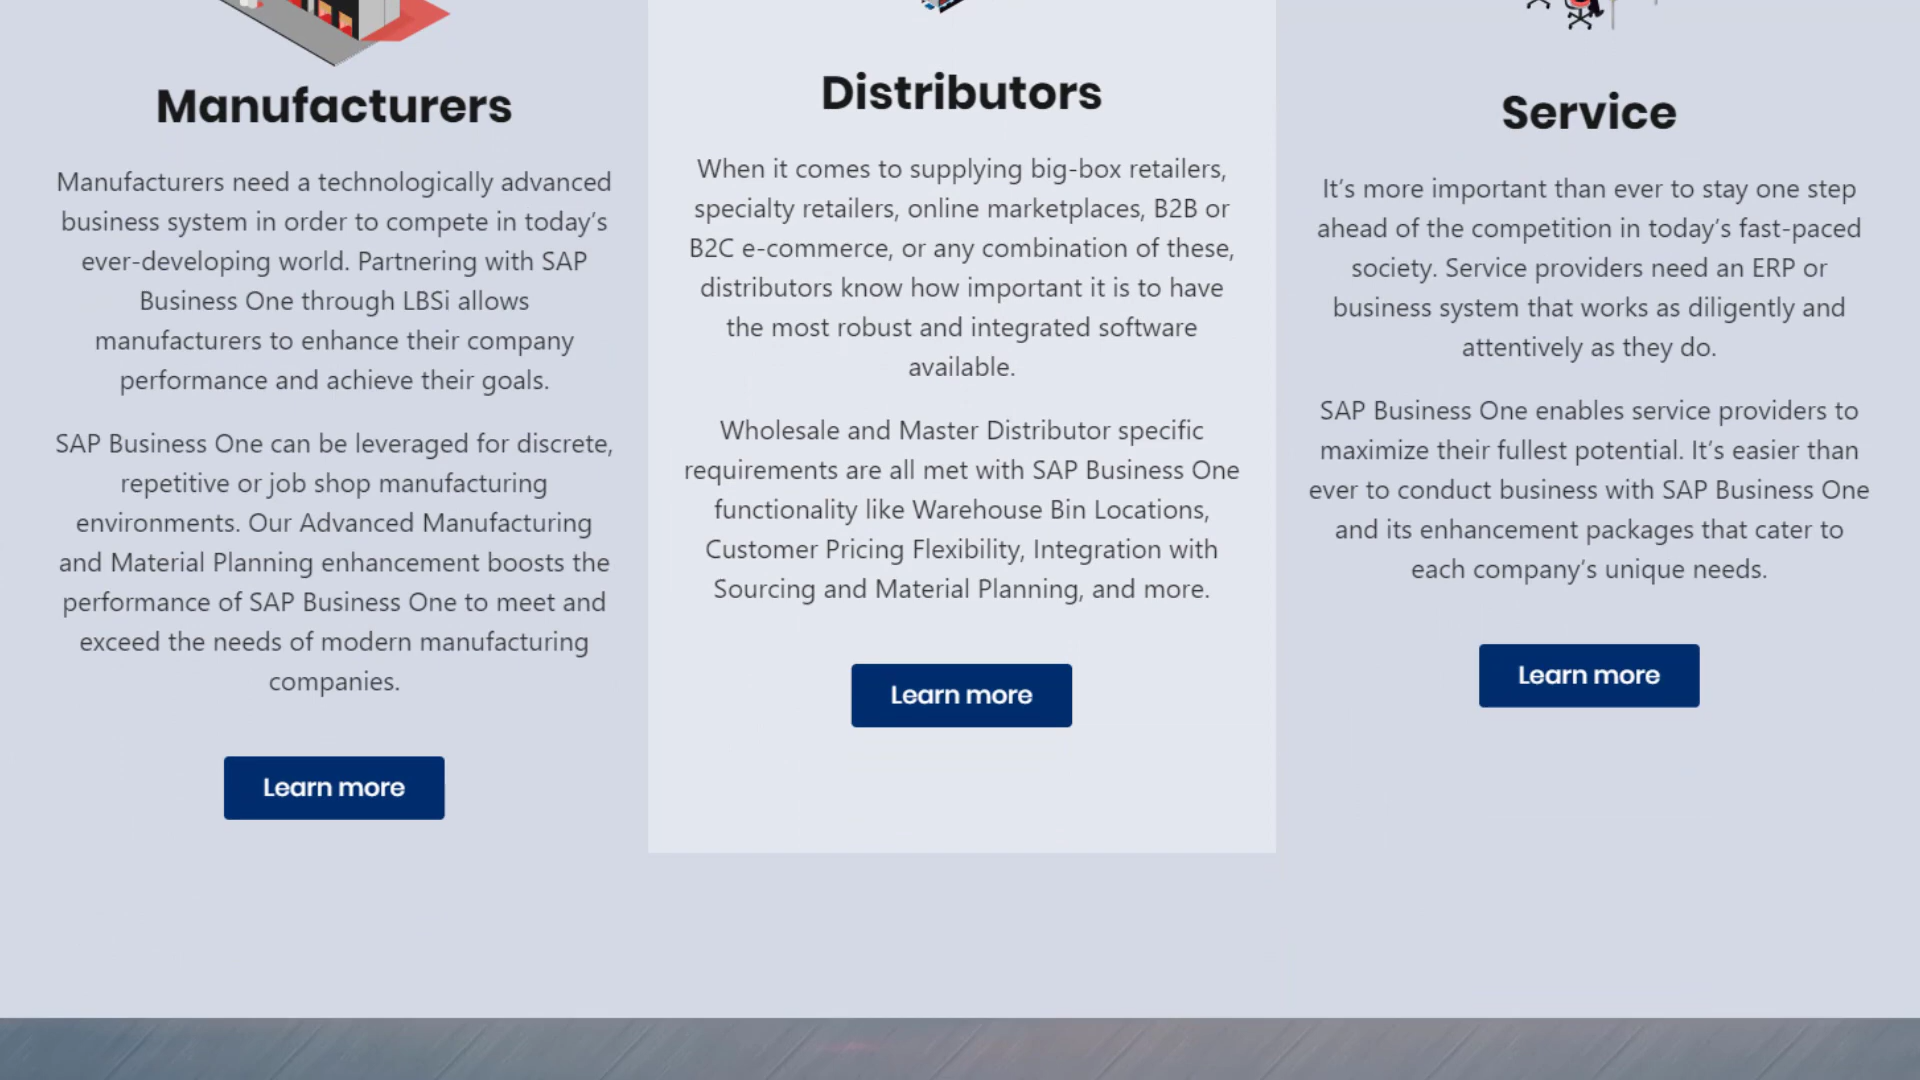 Manufacturers
Manufacturers need a technologically advanced
business system in order to compete in today’s
ever-developing world. Partnering with SAP
Business One through LBSi allows
manufacturers to enhance their company
performance and achieve their goals.
SAP Business One can be leveraged for discrete,
repetitive or job shop manufacturing
environments. Our Advanced Manufacturing
and Material Planning enhancement boosts the
performance of SAP Business One to meet and
exceed the needs of modern manufacturing
companies.
Learn more
Distributors
When it comes to supplying big-box retailers,
specialty retailers, online marketplaces, B2B or
B2C e-commerce, or any combination of these,
distributors know how important it is to have
the most robust and integrated software
available.
Wholesale and Master Distributor specific
requirements are all met with SAP Business One
functionality like Warehouse Bin Locations,
Customer Pricing Flexibility, Integration with
Sourcing and Material Planning, and more.
Learn more
Service
It’s more important than ever to stay one step
ahead of the competition in today’s fast-paced
society. Service providers need an ERP or
business system that works as diligently and
attentively as they do.
SAP Business One enables service providers to
maximize their fullest potential. It’s easier than
ever to conduct business with SAP Business One
and its enhancement packages that cater to
each company’s unique needs.
Learn more